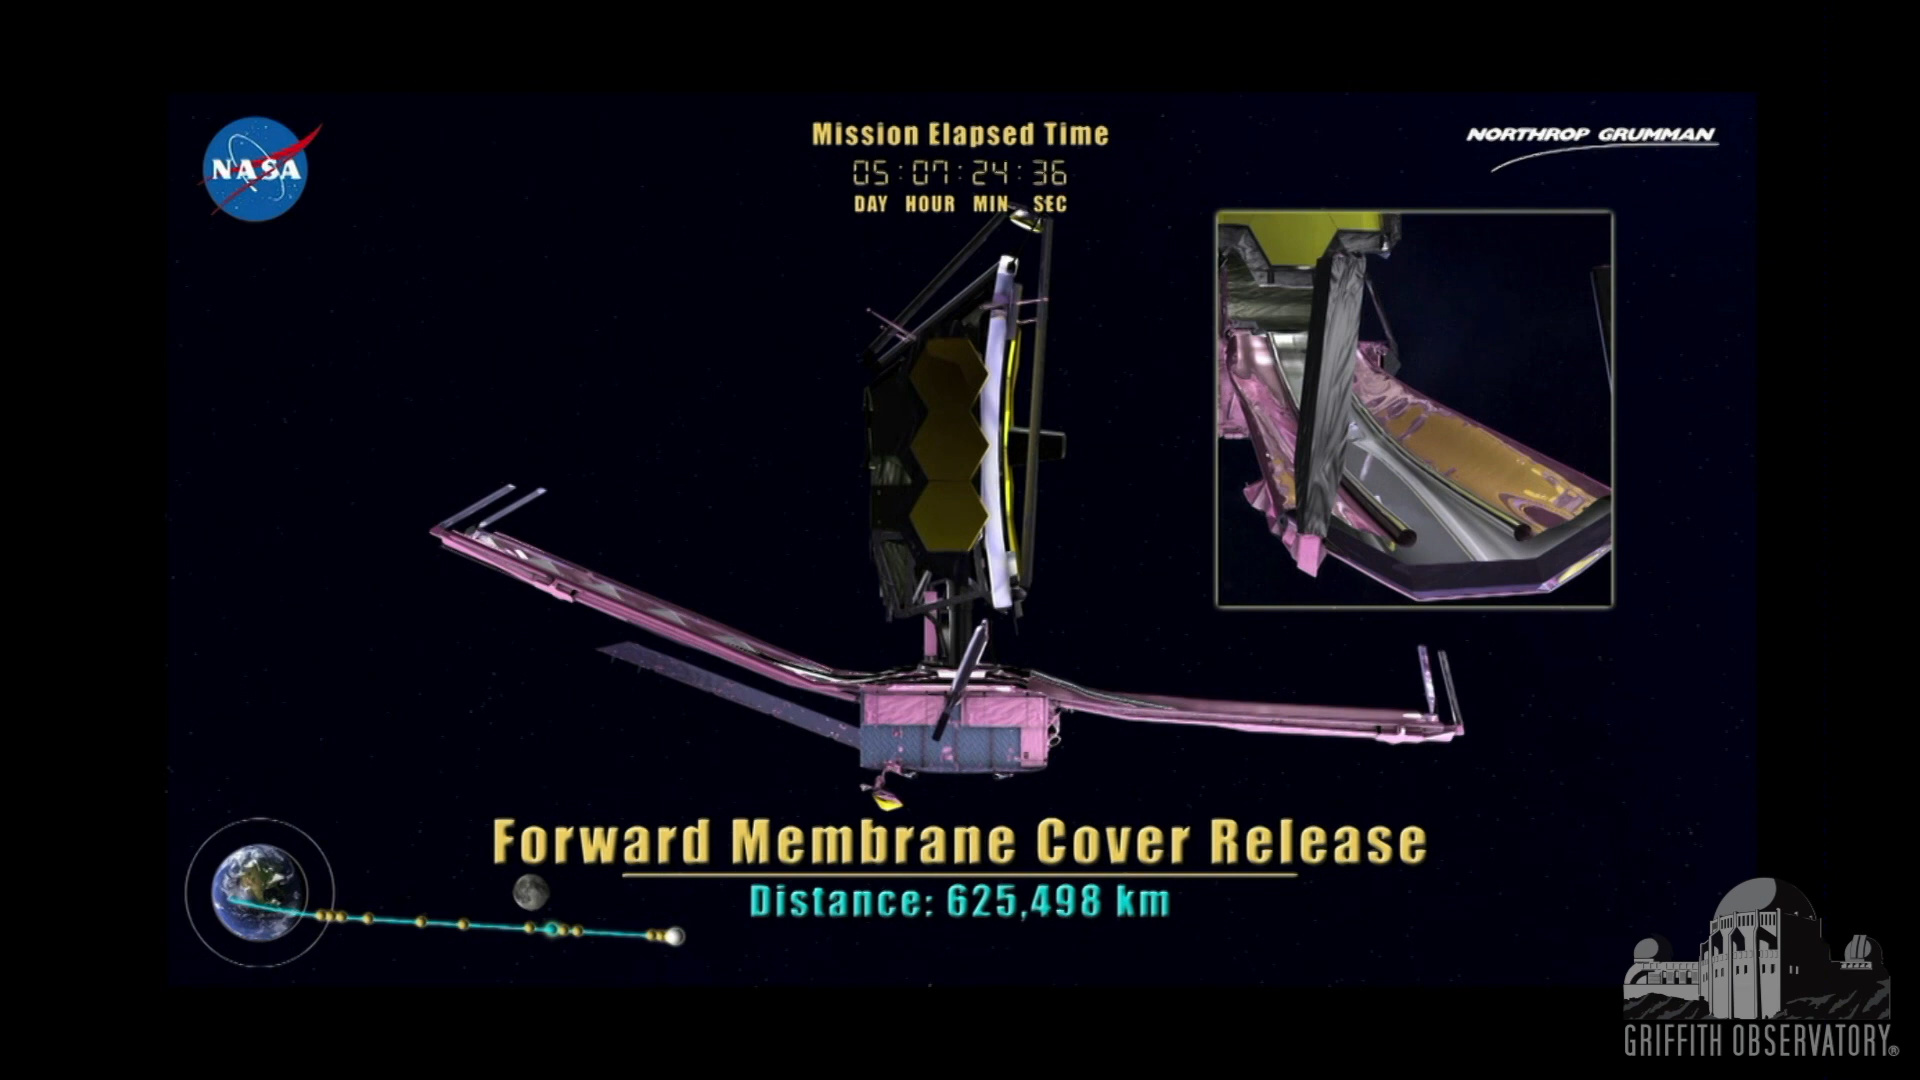 NASA
Mission Elapsed Time
05:07:24:36
DAY HOUR MIN SEC
NORTHROP GRUMMAN
Forward Membrane Cover Release
Distance: 625,498 km
GRIFFITH OBSERVATORY®